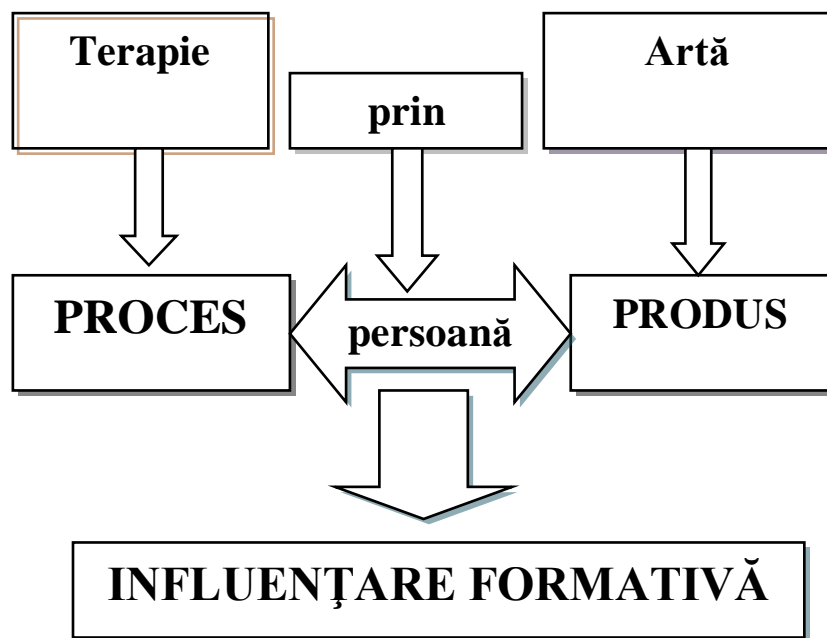 Terapie
prin
Artă
PROCES
persoană
PRODUS
INFLUENŢARE FORMATIVĂ